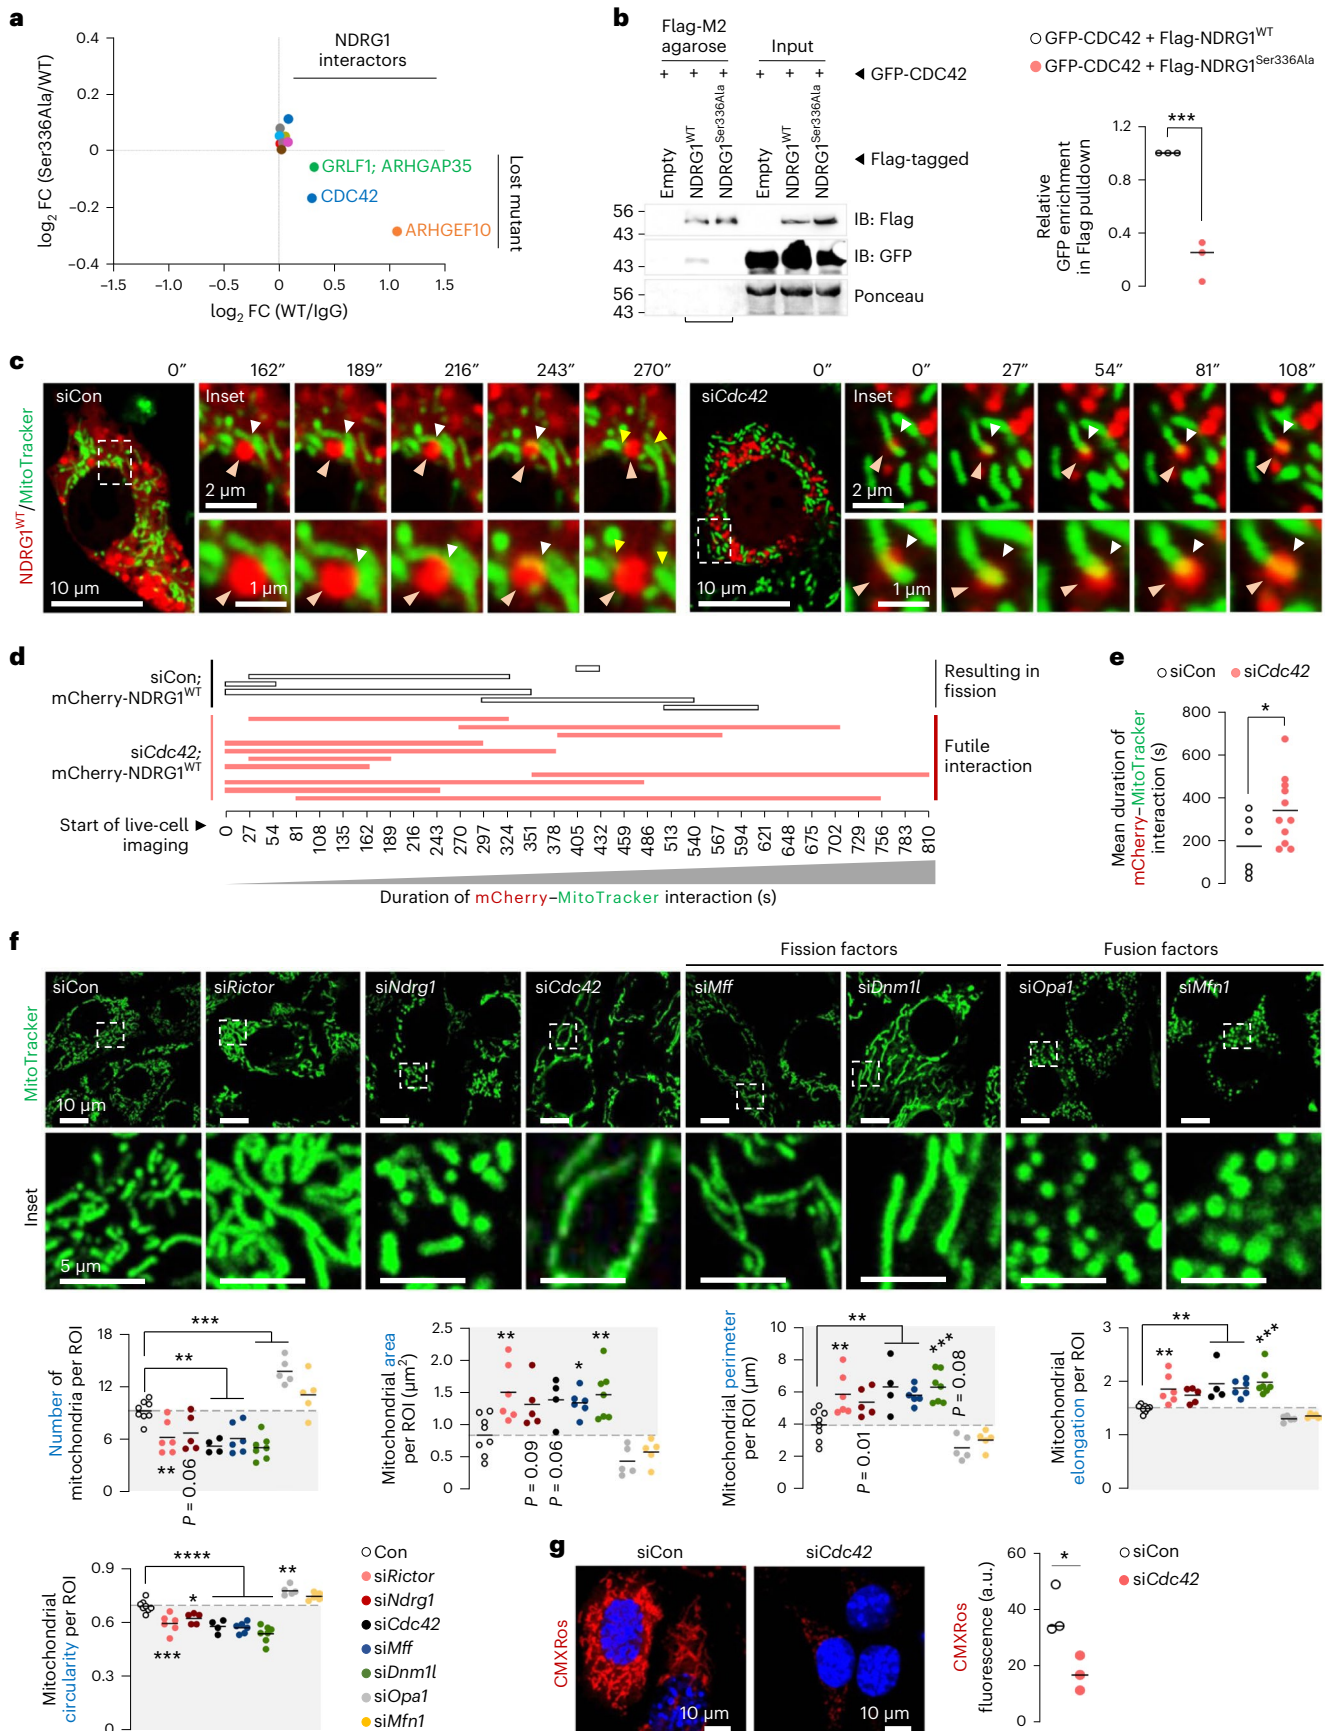 a
0.4
0.2
0
–0.2
–0.4
log2 FC (Ser336Ala/WT)
NDRG1
interactors
GRLF1; ARHGAP35
CDC42
ARHGEF10
Lost mutant
–1.5 –1.0 –0.5 0 0.5 1.0 1.5
log2 FC (WT/IgG)
b
Flag-M2
agarose
Input
+ + + + + +
GFP-CDC42
Empty
NDRG1WT
NDRG1Ser336Ala
Empty
NDRG1WT
NDRG1Ser336Ala
Flag-tagged
56
43
IB: Flag
43
IB: GFP
56
43
Ponceau
GFP-CDC42 + Flag-NDRG1WT
GFP-CDC42 + Flag-NDRG1Ser336Ala
Relative
GFP enrichment
in Flag pulldown
1.2
0.8
0.4
0
***
c
0″ 162″ 189″ 216″ 243″ 270″
0″ 0″ 27″ 54″ 81″ 108″
NDRG1WT/MitoTracker
siCon
Inset
2 µm
10 µm
1 µm
siCdc42
Inset
2 µm
10 µm
1 µm
d
siCon;
mCherry-NDRG1WT
Resulting in
fission
siCdc42;
mCherry-NDRG1WT
Futile
interaction
Start of live-cell
imaging
0 27 54 81 108 135 162 189 216 243 270 297 324 351 378 405 432 459 486 513 540 567 594 621 648 675 702 729 756 783 810
Duration of mCherry–MitoTracker interaction (s)
e
siCon siCdc42
Mean duration of
mCherry–MitoTracker
interaction (s)
800
600
400
200
0
*
f
Fission factors
Fusion factors
MitoTracker
siCon siRictor siNdrg1 siCdc42 siMff siDnm1l siOpa1 siMfn1
10 µm
Inset
5 µm
Number of
mitochondria per ROI
18
12
6
0
***
**
**
P = 0.06
Mitochondrial area
per ROI (µm2)
2.5
2.0
1.5
1.0
0.5
0
**
*
**
P = 0.09
P = 0.06
Mitochondrial perimeter
per ROI (µm)
10
8
6
4
2
0
**
**
***
P = 0.01
P = 0.08
Mitochondrial
elongation per ROI
3
2
1
0
**
**
***
Mitochondrial
circularity per ROI
0.9
0.6
0.3
0
****
**
*
***
Con
siRictor
siNdrg1
siCdc42
siMff
siDnm1l
siOpa1
siMfn1
g
siCon
siCdc42
CMXRos
10 µm
10 µm
CMXRos
fluorescence (a.u.)
60
40
20
0
*
siCon
siCdc42